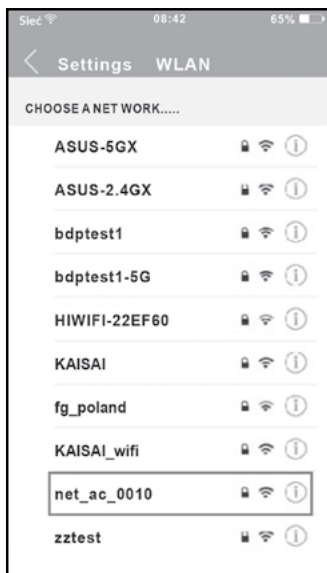 Sieć 08:42 65%
Settings WLAN
CHOOSE A NET WORK.....
ASUS-5GX
ASUS-2.4GX
bdptest1
bdptest1-5G
HIWIFI-22EF60
KAISAI
fg_poland
KAISAI_wifi
net_ac_0010
zztest